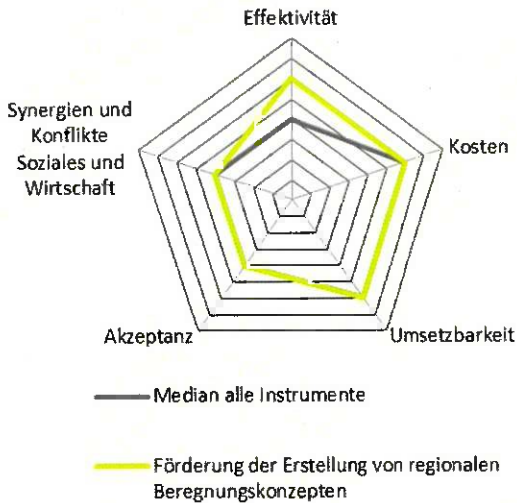 Effektivität
Synergien und
Konflikte
Soziales und
Wirtschaft
Kosten
Akzeptanz
Umsetzbarkeit
Median alle Instrumente
Förderung der Erstellung von regionalen
Beregnungskonzepten